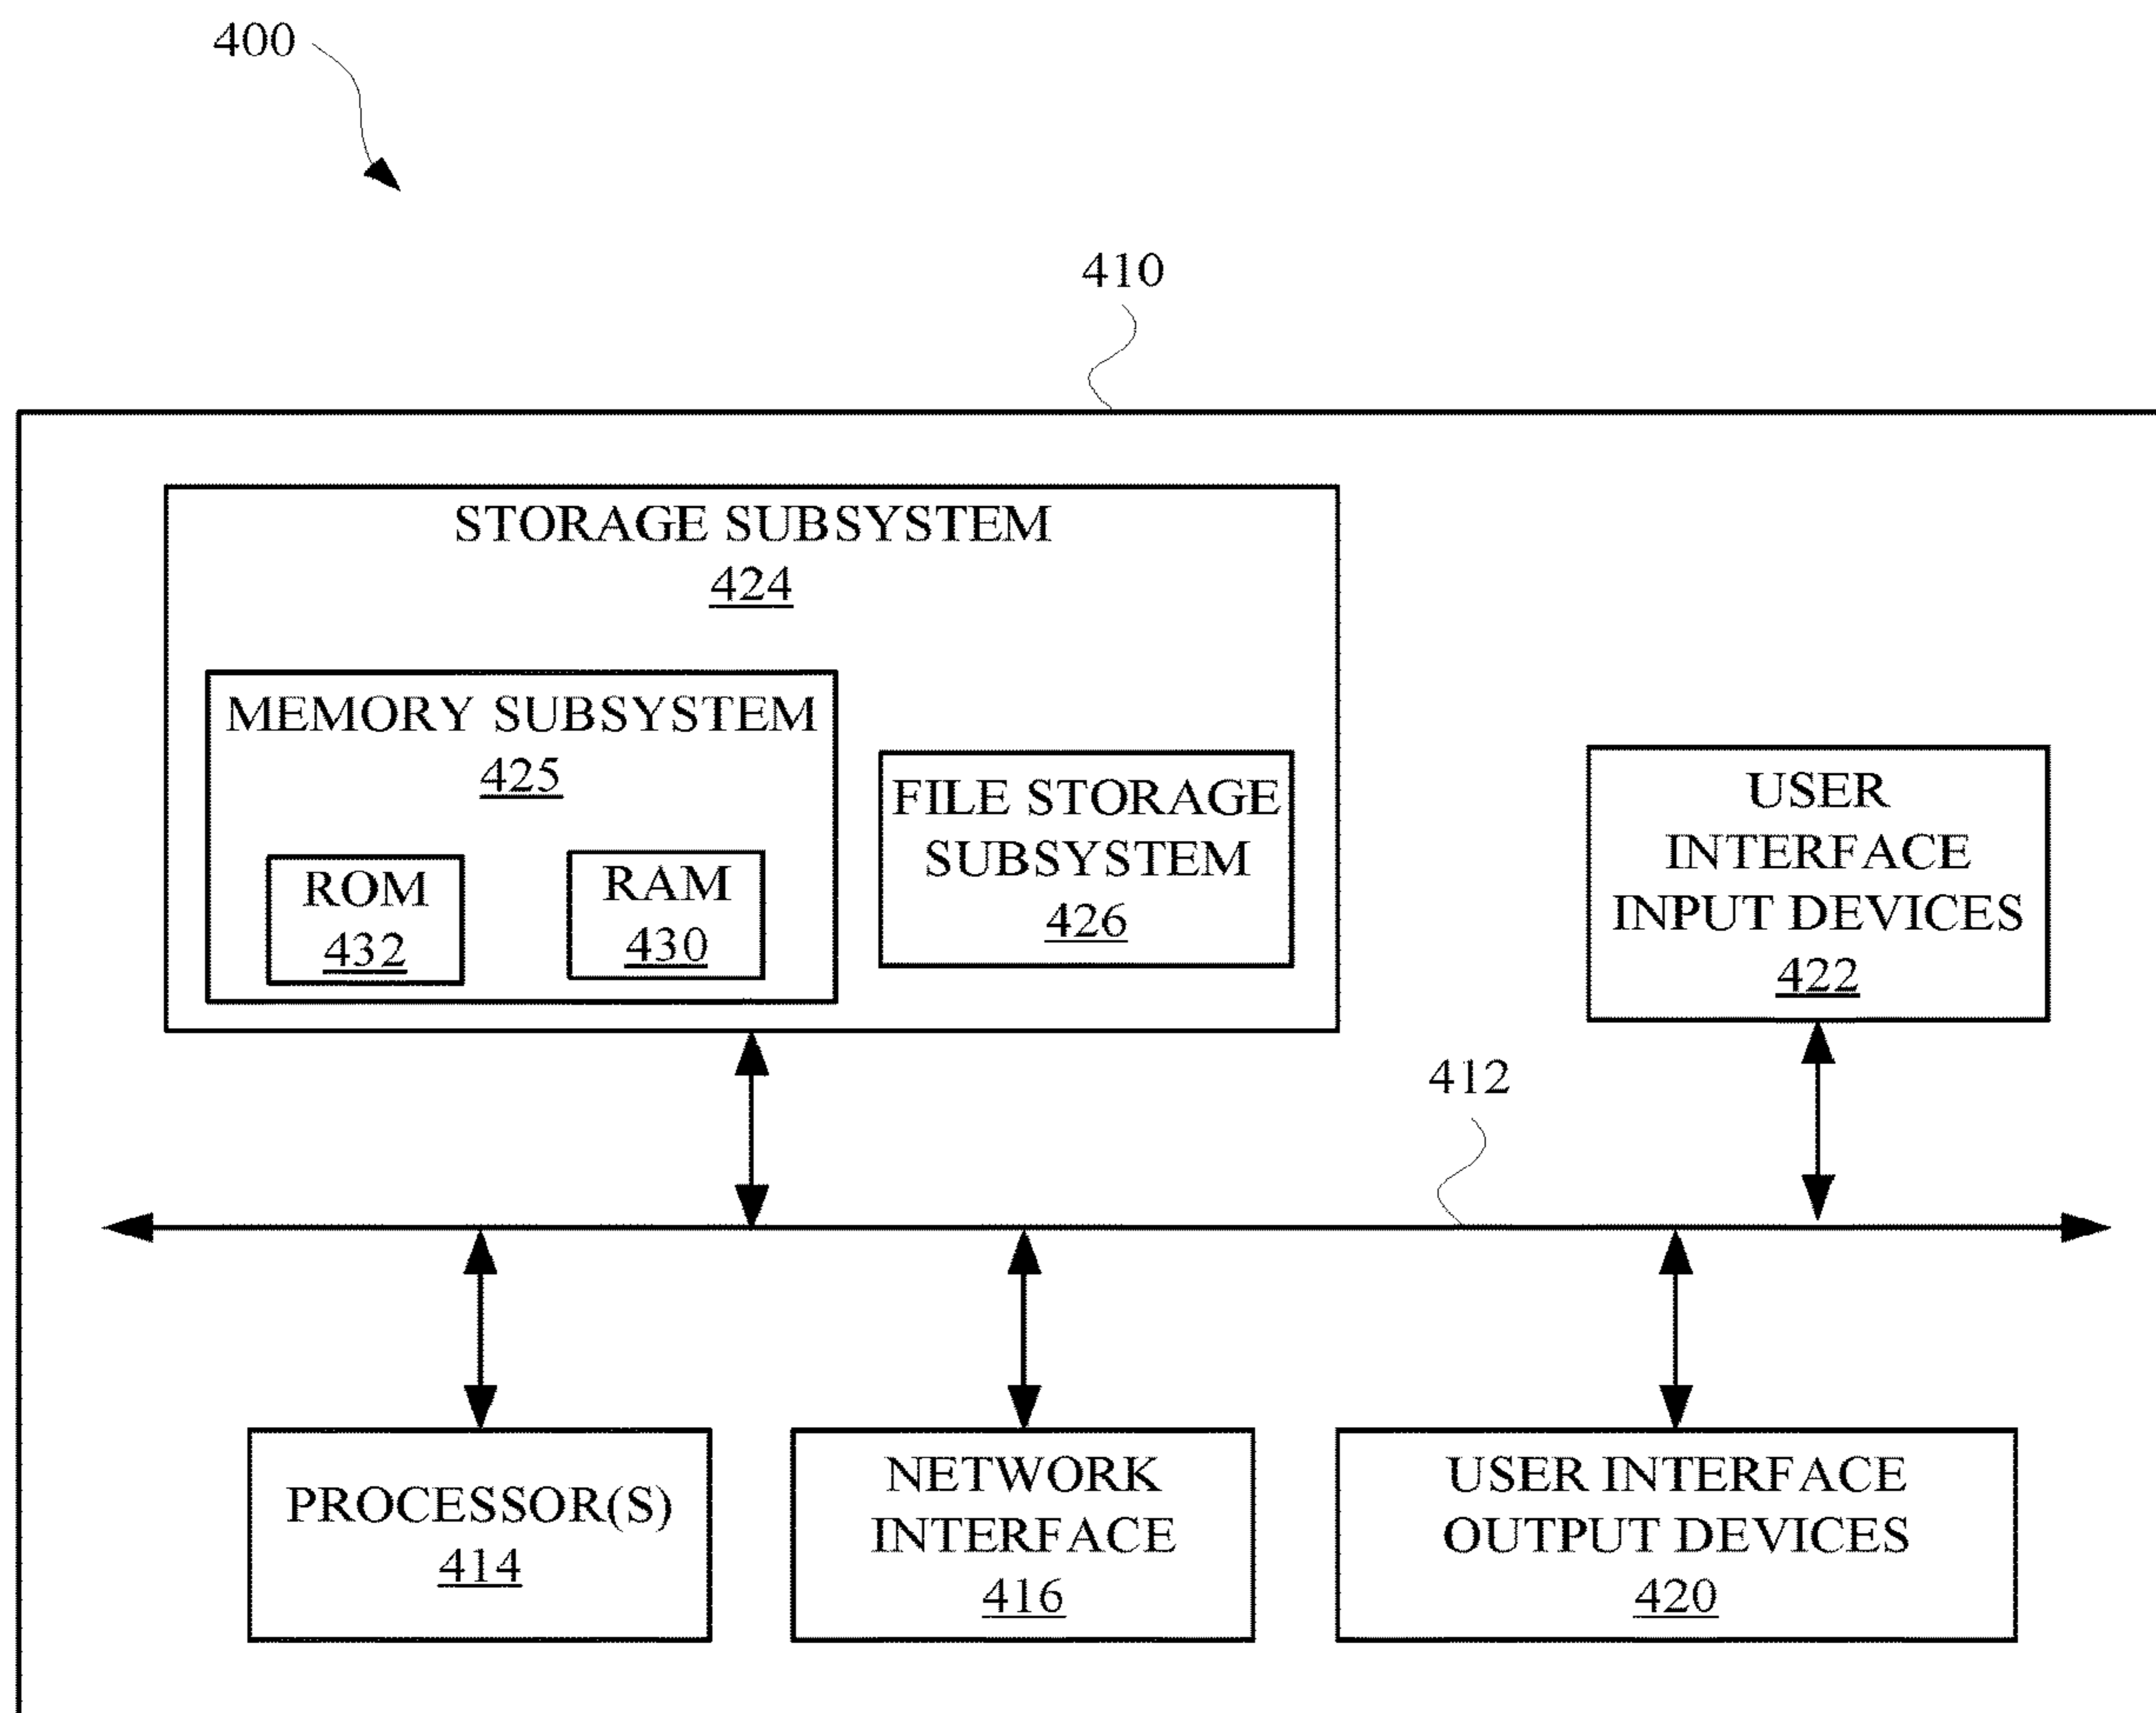 400
410
STORAGE SUBSYSTEM
424
MEMORY SUBSYSTEM
425
ROM
432
RAM
430
FILE STORAGE
SUBSYSTEM
426
USER
INTERFACE
INPUT DEVICES
422
412
PROCESSOR(S)
414
NETWORK
INTERFACE
416
USER INTERFACE
OUTPUT DEVICES
420